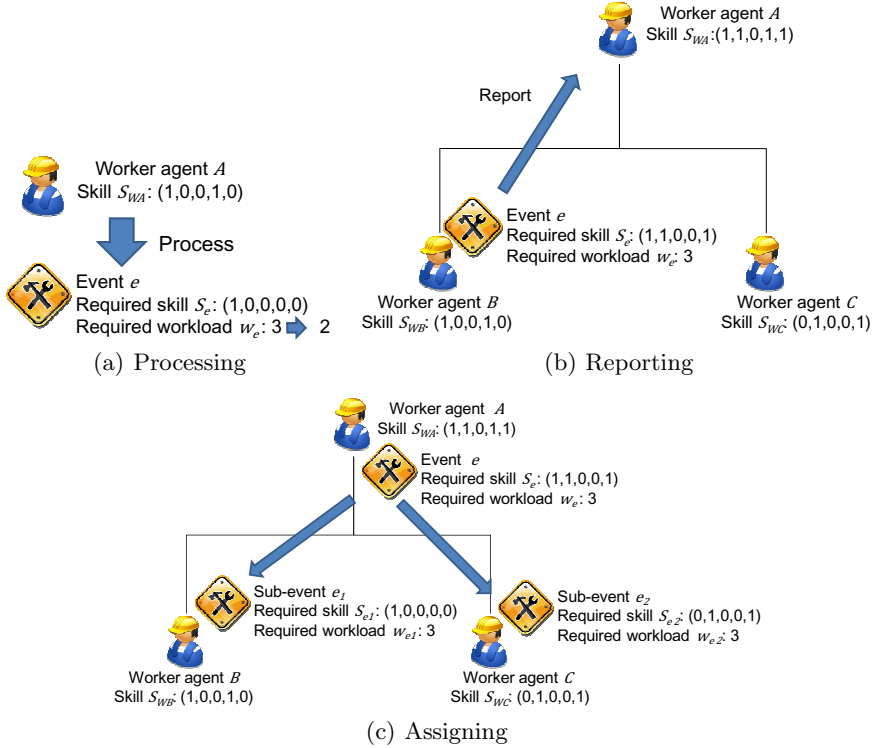 Worker agent A
Skill S_WA: (1,0,0,1,0)
Process
Event e
Required skill S_e: (1,0,0,0,0)
Required workload w_e: 3 2
(a) Processing
Worker agent A
Skill S_WA:(1,1,0,1,1)
Report
Event e
Required skill S_e: (1,1,0,0,1)
Required workload w_e: 3
Worker agent B
Skill S_WB: (1,0,0,1,0)
Worker agent C
Skill S_WC: (0,1,0,0,1)
(b) Reporting
Worker agent A
Skill S_WA: (1,1,0,1,1)
Event e
Required skill S_e: (1,1,0,0,1)
Required workload w_e: 3
Sub-event e_1
Required skill S_e1: (1,0,0,0,0)
Required workload w_e1: 3
Worker agent B
Skill S_WB: (1,0,0,1,0)
Sub-event e_2
Required skill S_e2: (0,1,0,0,1)
Required workload w_e2: 3
Worker agent C
Skill S_WC: (0,1,0,0,1)
(c) Assigning